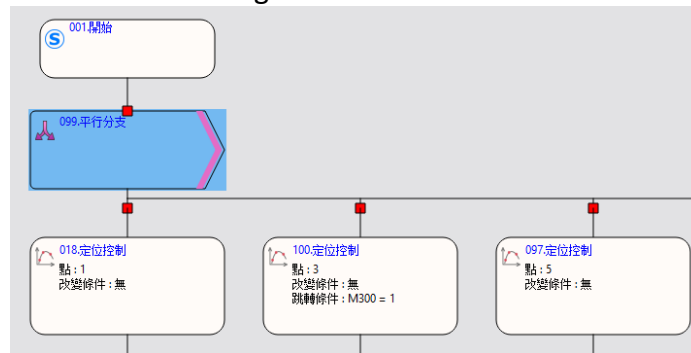 001.開始
099.平行分支
018.定位控制
點 : 1
改變條件 : 無
100.定位控制
點 : 3
改變條件 : 無
跳轉條件 : M300 = 1
097.定位控制
點 : 5
改變條件 : 無